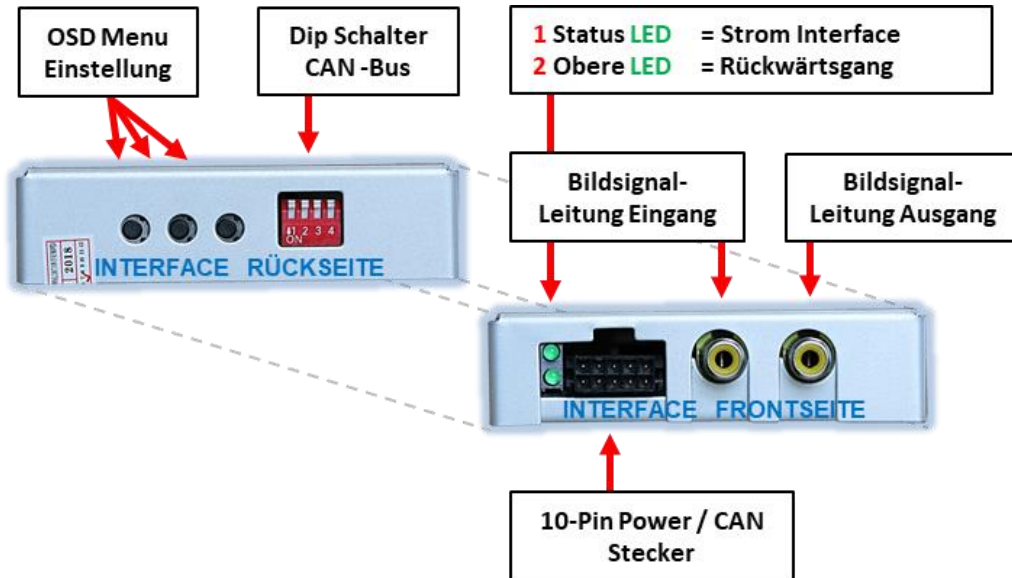 OSD Menu
Einstellung
Dip Schalter
CAN -Bus
1 Status LED = Strom Interface
2 Obere LED = Rückwärtsgang
Bildsignal-
Leitung Eingang
Bildsignal-
Leitung Ausgang
1 2 3 4
ON
2018
INTERFACE RÜCKSEITE
INTERFACE FRONTSEITE
10-Pin Power / CAN
Stecker